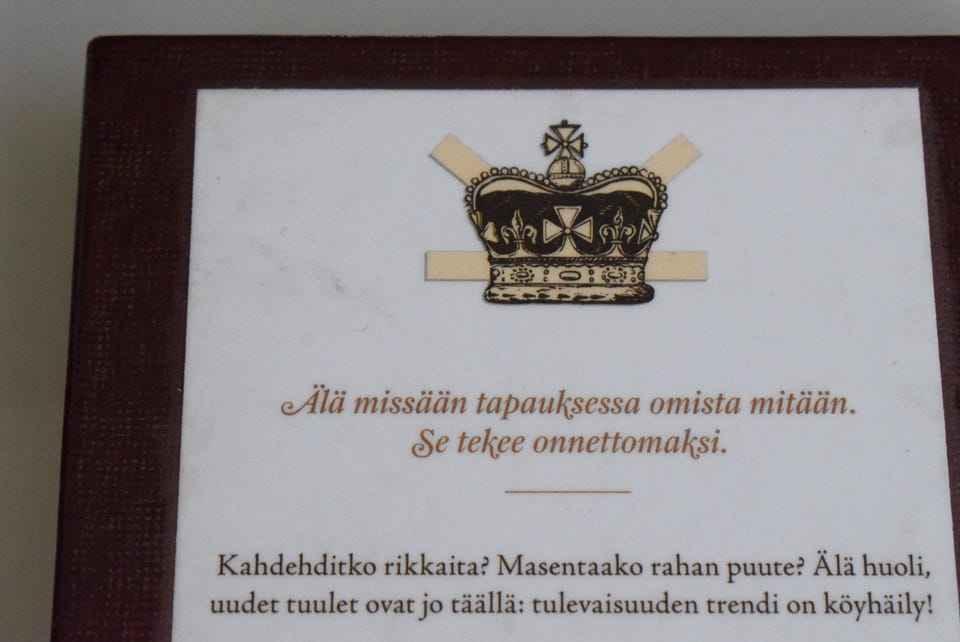 Älä missään tapauksessa omista mitään.
Se tekee onnettomaksi.
Kahdehditko rikkaita? Masentaako rahan puute? Älä huoli,
uudet tuulet ovat jo täällä: tulevaisuuden trendi on köyhäily!